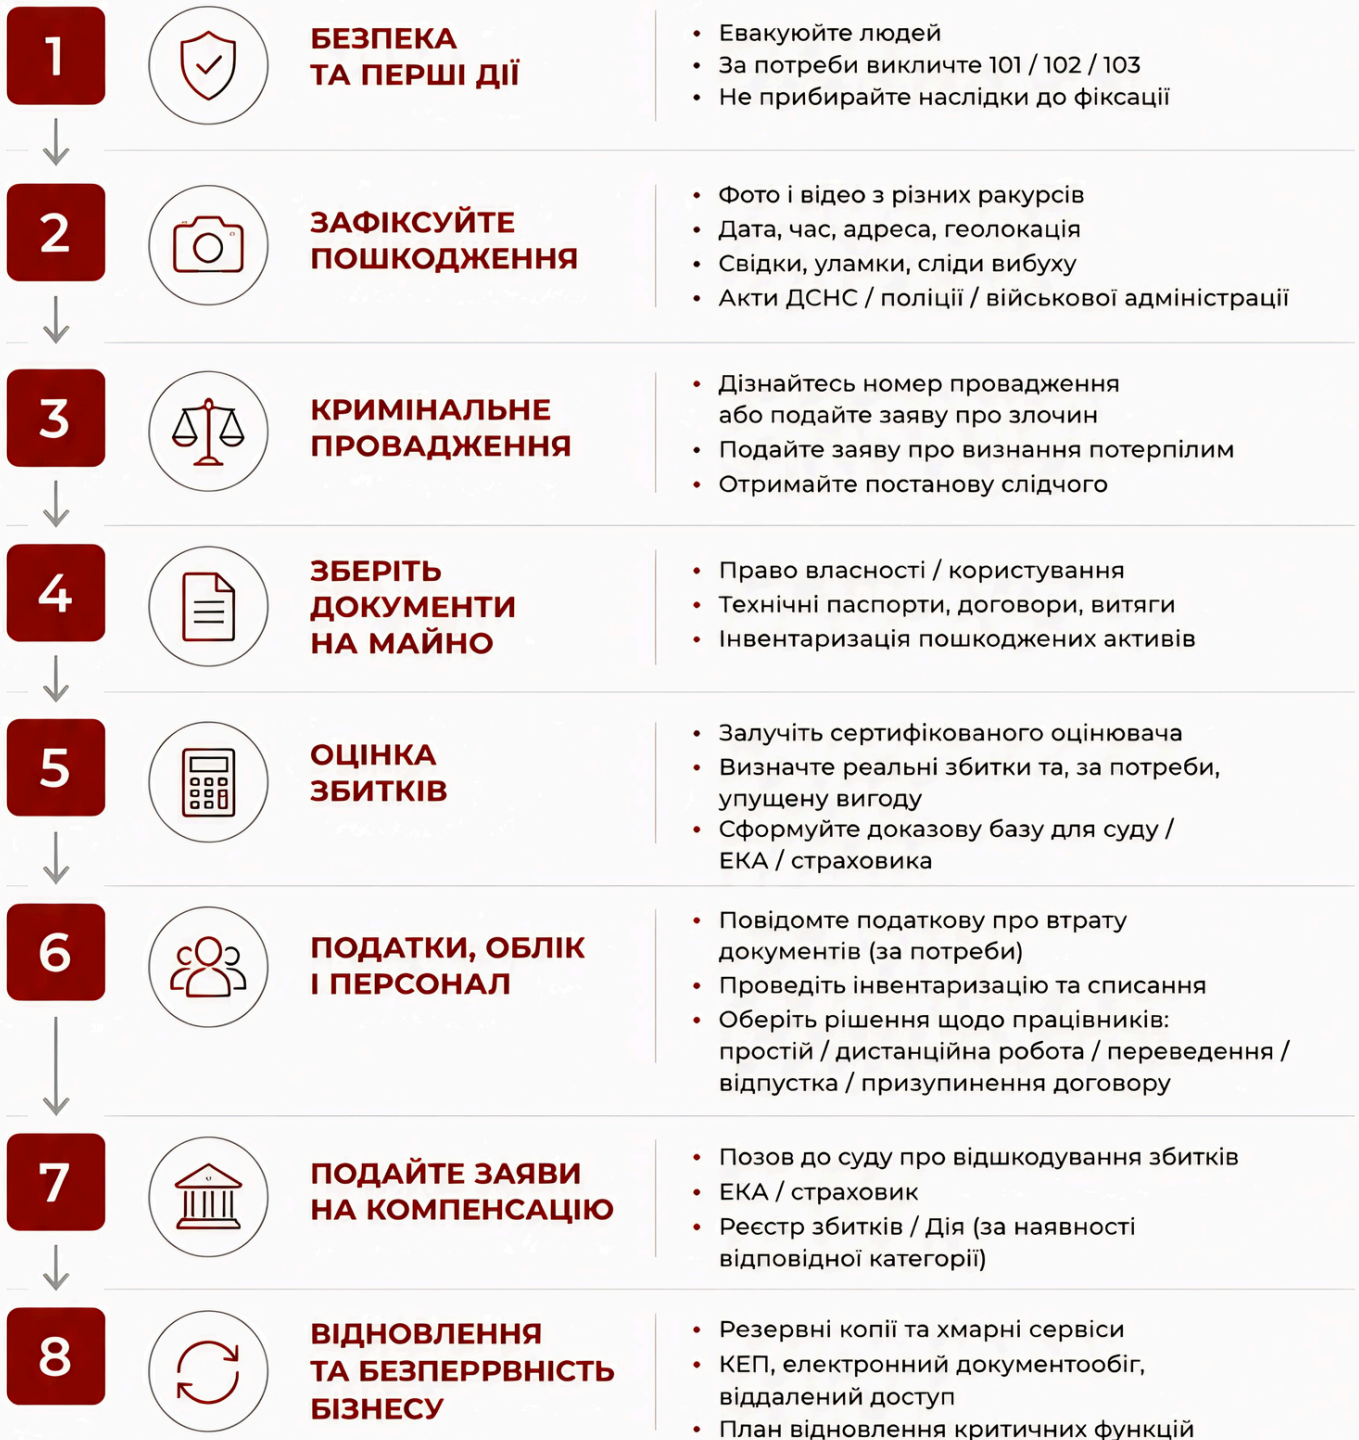 1
БЕЗПЕКА
ТА ПЕРШІ ДІЇ
• Евакуюйте людей
• За потреби викличте 101 / 102 / 103
• Не прибирайте наслідки до фіксації
2
ЗАФІКСУЙТЕ
ПОШКОДЖЕННЯ
• Фото і відео з різних ракурсів
• Дата, час, адреса, геолокація
• Свідки, уламки, сліди вибуху
• Акти ДСНС / поліції / військової адміністрації
3
КРИМІНАЛЬНЕ
ПРОВАДЖЕННЯ
• Дізнайтесь номер провадження
або подайте заяву про злочин
• Подайте заяву про визнання потерпілим
• Отримайте постанову слідчого
4
ЗБЕРІТЬ
ДОКУМЕНТИ
НА МАЙНО
• Право власності / користування
• Технічні паспорти, договори, витяги
• Інвентаризація пошкоджених активів
5
ОЦІНКА
ЗБИТКІВ
• Залучіть сертифікованого оцінювача
• Визначте реальні збитки та, за потреби,
упущену вигоду
• Сформуйте доказову базу для суду /
ЕКА / страховика
6
ПОДАТКИ, ОБЛІК
І ПЕРСОНАЛ
• Повідомте податкову про втрату
документів (за потреби)
• Проведіть інвентаризацію та списання
• Оберіть рішення щодо працівників:
простій / дистанційна робота / переведення /
відпустка / призупинення договору
7
ПОДАЙТЕ ЗАЯВИ
НА КОМПЕНСАЦІЮ
• Позов до суду про відшкодування збитків
• ЕКА / страховик
• Реєстр збитків / Дія (за наявності
відповідної категорії)
8
ВІДНОВЛЕННЯ
ТА БЕЗПЕРРВНІСТЬ
БІЗНЕСУ
• Резервні копії та хмарні сервіси
• КЕП, електронний документообіг,
віддалений доступ
• План відновлення критичних функцій